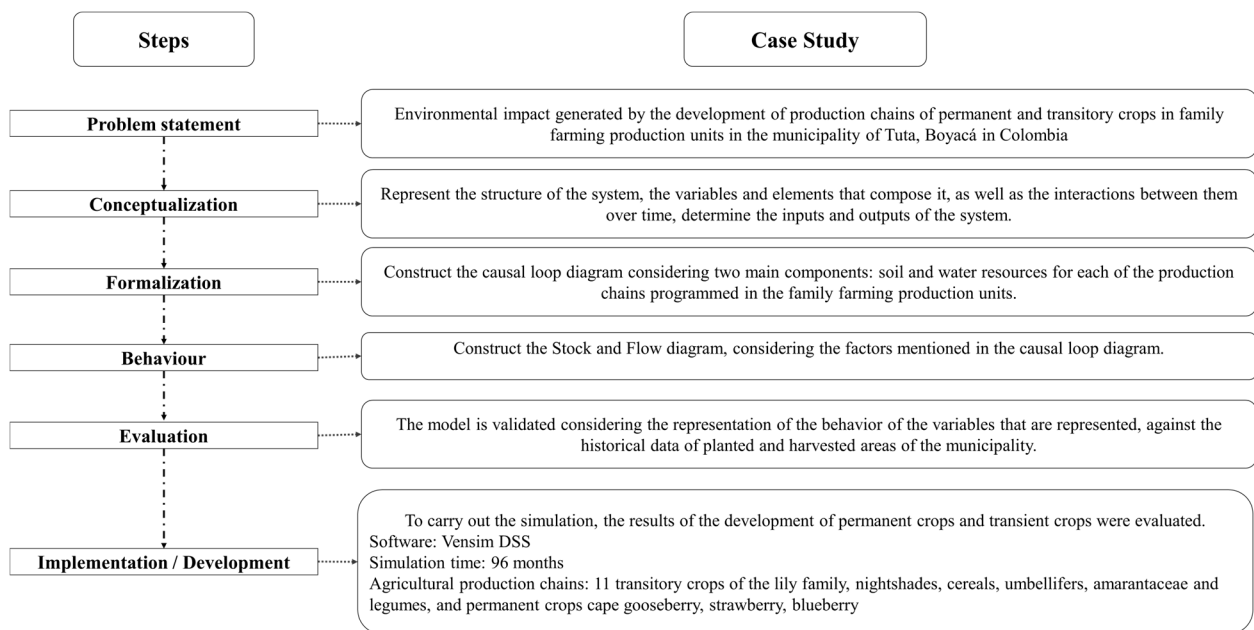 Steps
Case Study
Problem statement
Environmental impact generated by the development of production chains of permanent and transitory crops in family
farming production units in the municipality of Tuta, Boyacá in Colombia
Conceptualization
Represent the structure of the system, the variables and elements that compose it, as well as the interactions between them
over time, determine the inputs and outputs of the system.
Formalization
Construct the causal loop diagram considering two main components: soil and water resources for each of the production
chains programmed in the family farming production units.
Behaviour
Construct the Stock and Flow diagram, considering the factors mentioned in the causal loop diagram.
Evaluation
The model is validated considering the representation of the behavior of the variables that are represented, against the
historical data of planted and harvested areas of the municipality.
Implementation / Development
To carry out the simulation, the results of the development of permanent crops and transient crops were evaluated.
Software: Vensim DSS
Simulation time: 96 months
Agricultural production chains: 11 transitory crops of the lily family, nightshades, cereals, umbellifers, amarantaceae and
legumes, and permanent crops cape gooseberry, strawberry, blueberry